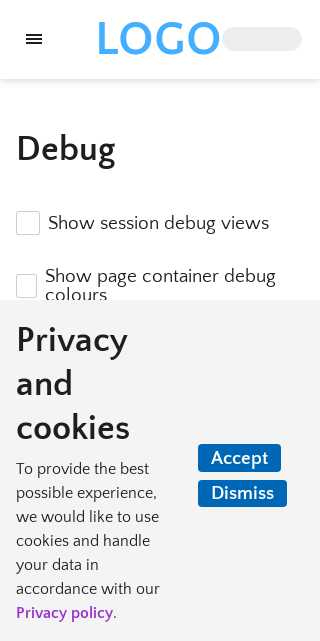 LOGO
Debug
Show session debug views
Show page container debug
colours
Privacy
and
cookies
To provide the best
possible experience,
we would like to use
cookies and handle
your data in
accordance with our
Privacy policy.
Accept
Dismiss